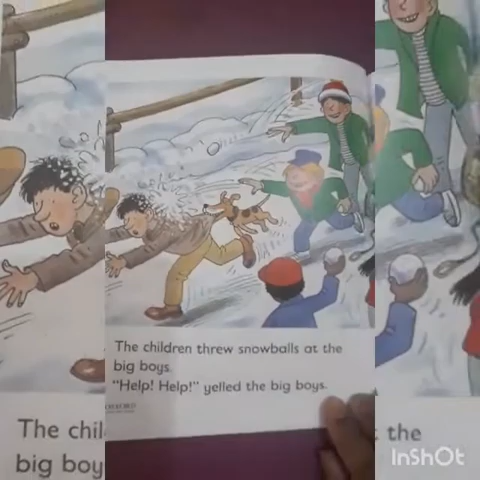 The children threw snowballs at the
big boys.
"Help! Help!" yelled the big boys.
OXFORD
The chil
big boy
the
InShOt